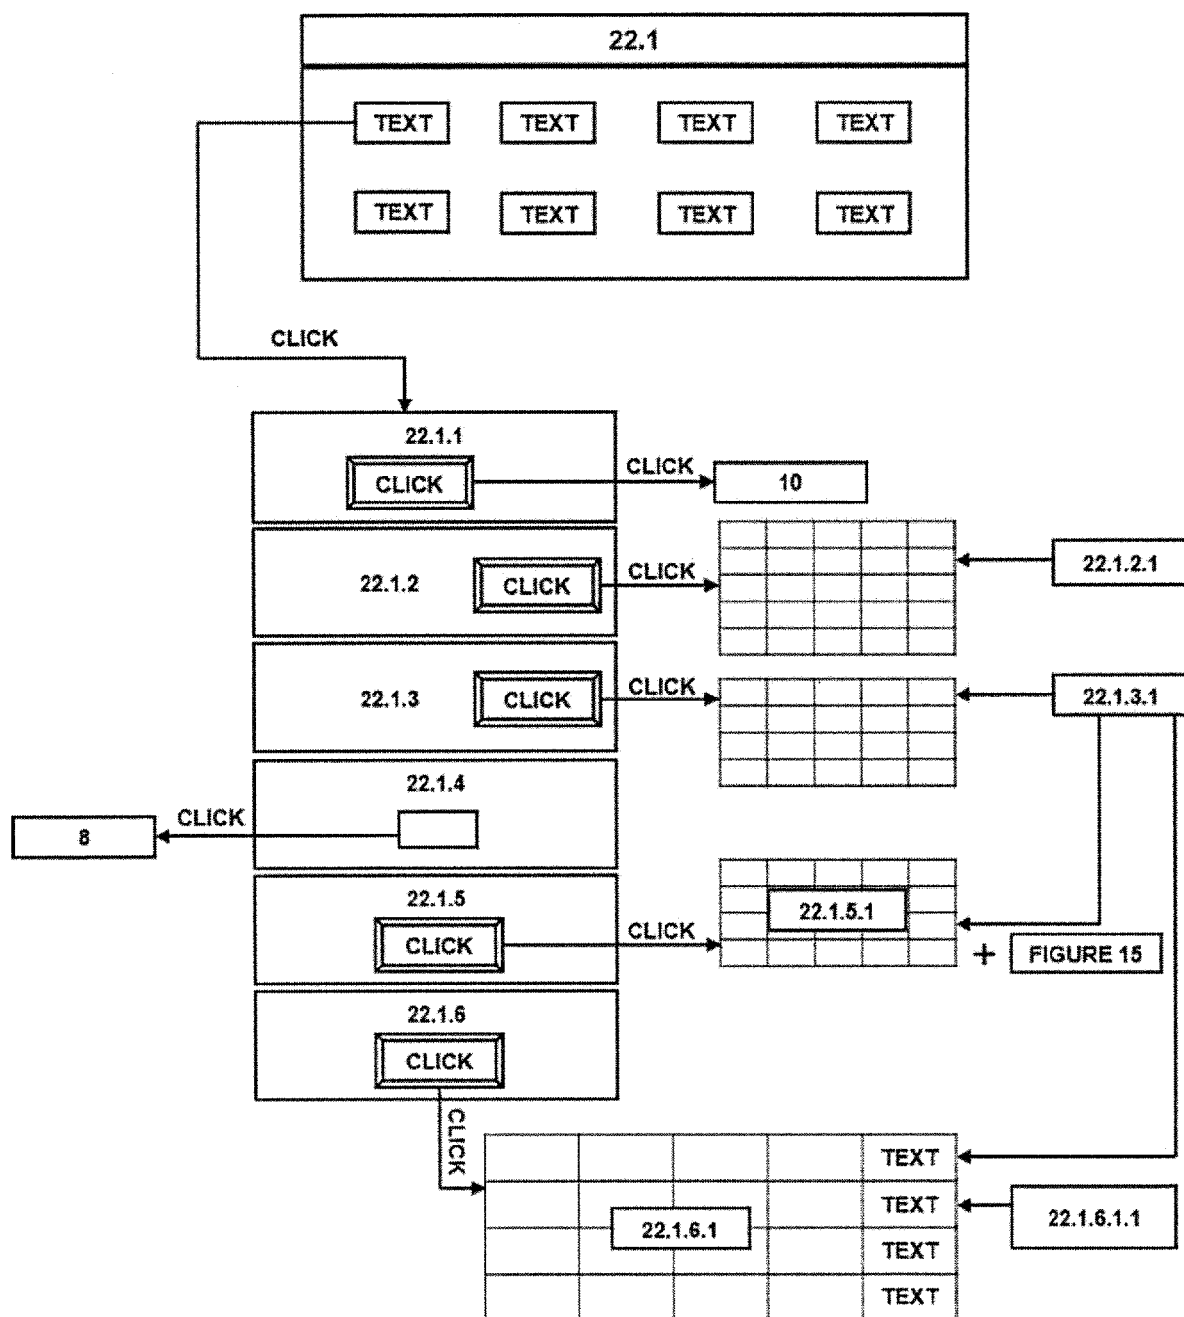 22.1
TEXT TEXT TEXT TEXT
TEXT TEXT TEXT TEXT
CLICK
22.1.1
CLICK CLICK 10
22.1.2 CLICK CLICK 22.1.2.1
22.1.3 CLICK CLICK 22.1.3.1
22.1.4
8 CLICK
22.1.5 22.1.5.1
CLICK CLICK
+ FIGURE 15
22.1.6
CLICK
CLICK
TEXT
TEXT
22.1.6.1 22.1.6.1.1
TEXT
TEXT